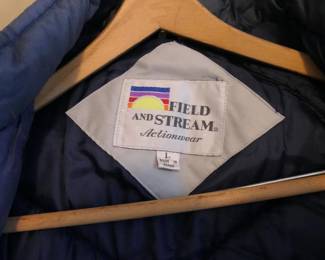 FIELD
AND STREAM®
Actionwear
L